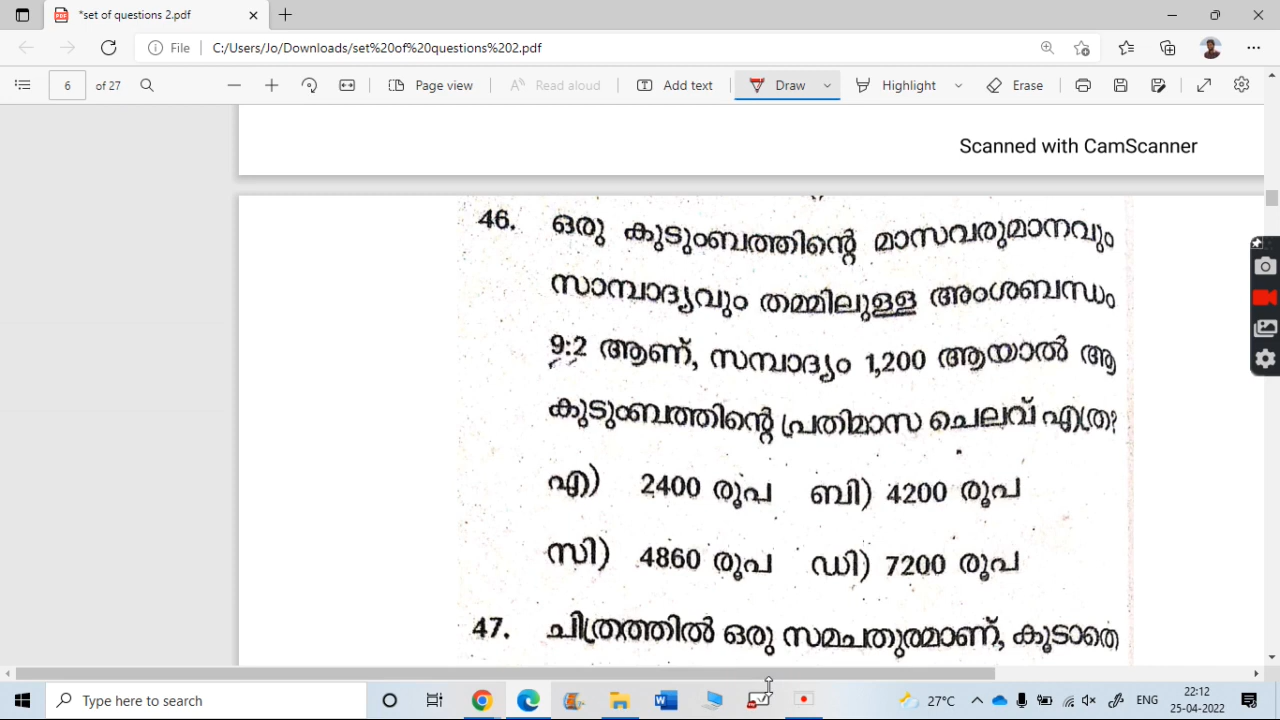 *set of questions 2.pdf
File C:/Users/Jo/Downloads/set%20of%20questions%202.pdf
6 of 27 Page view Read aloud Add text Draw Highlight Erase
Scanned with CamScanner
46. ഒരു കുടുംബത്തിന്റെ മാസവരുമാനവും
സാമ്പാദ്യവും തമ്മിലുള്ള അംശബന്ധം
9:2 ആണ്, സമ്പാദ്യം 1,200 ആയാൽ ആ
കുടുംബത്തിന്റെ പ്രതിമാസ ചെലവ് എത്ര?
എ) 2400 രൂപ ബി) 4200 രൂപ
സി) 4860 രൂപ ഡി) 7200 രൂപ
47. ചിത്രത്തിൽ ഒരു സമചതുരമാണ്, കൂടാതെ
Type here to search 27°C ENG 22:12
25-04-2022